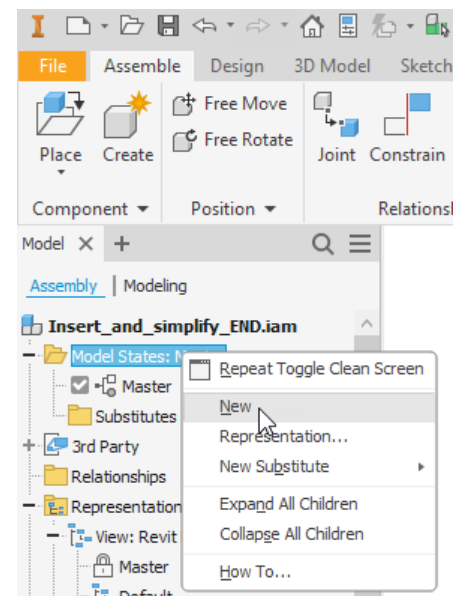 File Assemble Design 3D Model Sketch
Free Move
Free Rotate
Place Create Joint Constrain
Component Position Relations
Model
Assembly | Modeling
Insert_and_simplify_END.iam
Model States:
Repeat Toggle Clean Screen
Master
New
Substitutes
Representation...
3rd Party
New Substitute
Relationships
Expand All Children
Representation
View: Revit
Collapse All Children
Master
How To...
Default